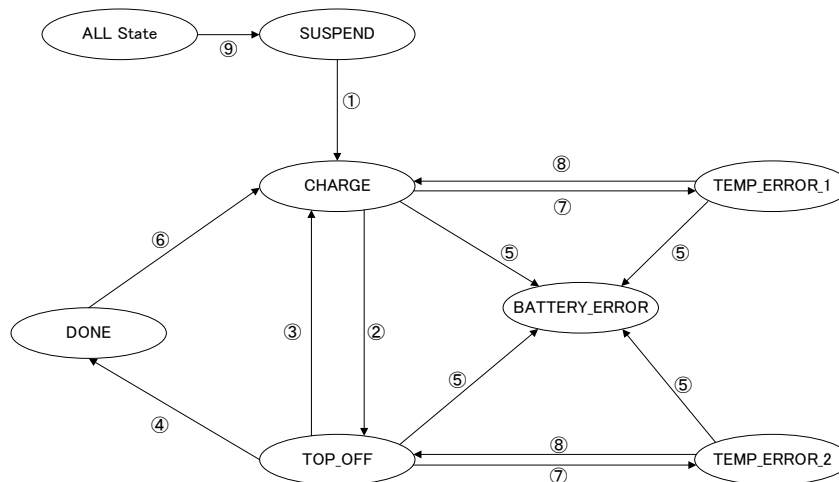 ALL State
SUSPEND
⑨
①
CHARGE
⑧
⑦
TEMP_ERROR_1
⑥
⑤
⑤
BATTERY_ERROR
DONE
③
②
⑤
⑤
④
TOP_OFF
⑧
⑦
TEMP_ERROR_2